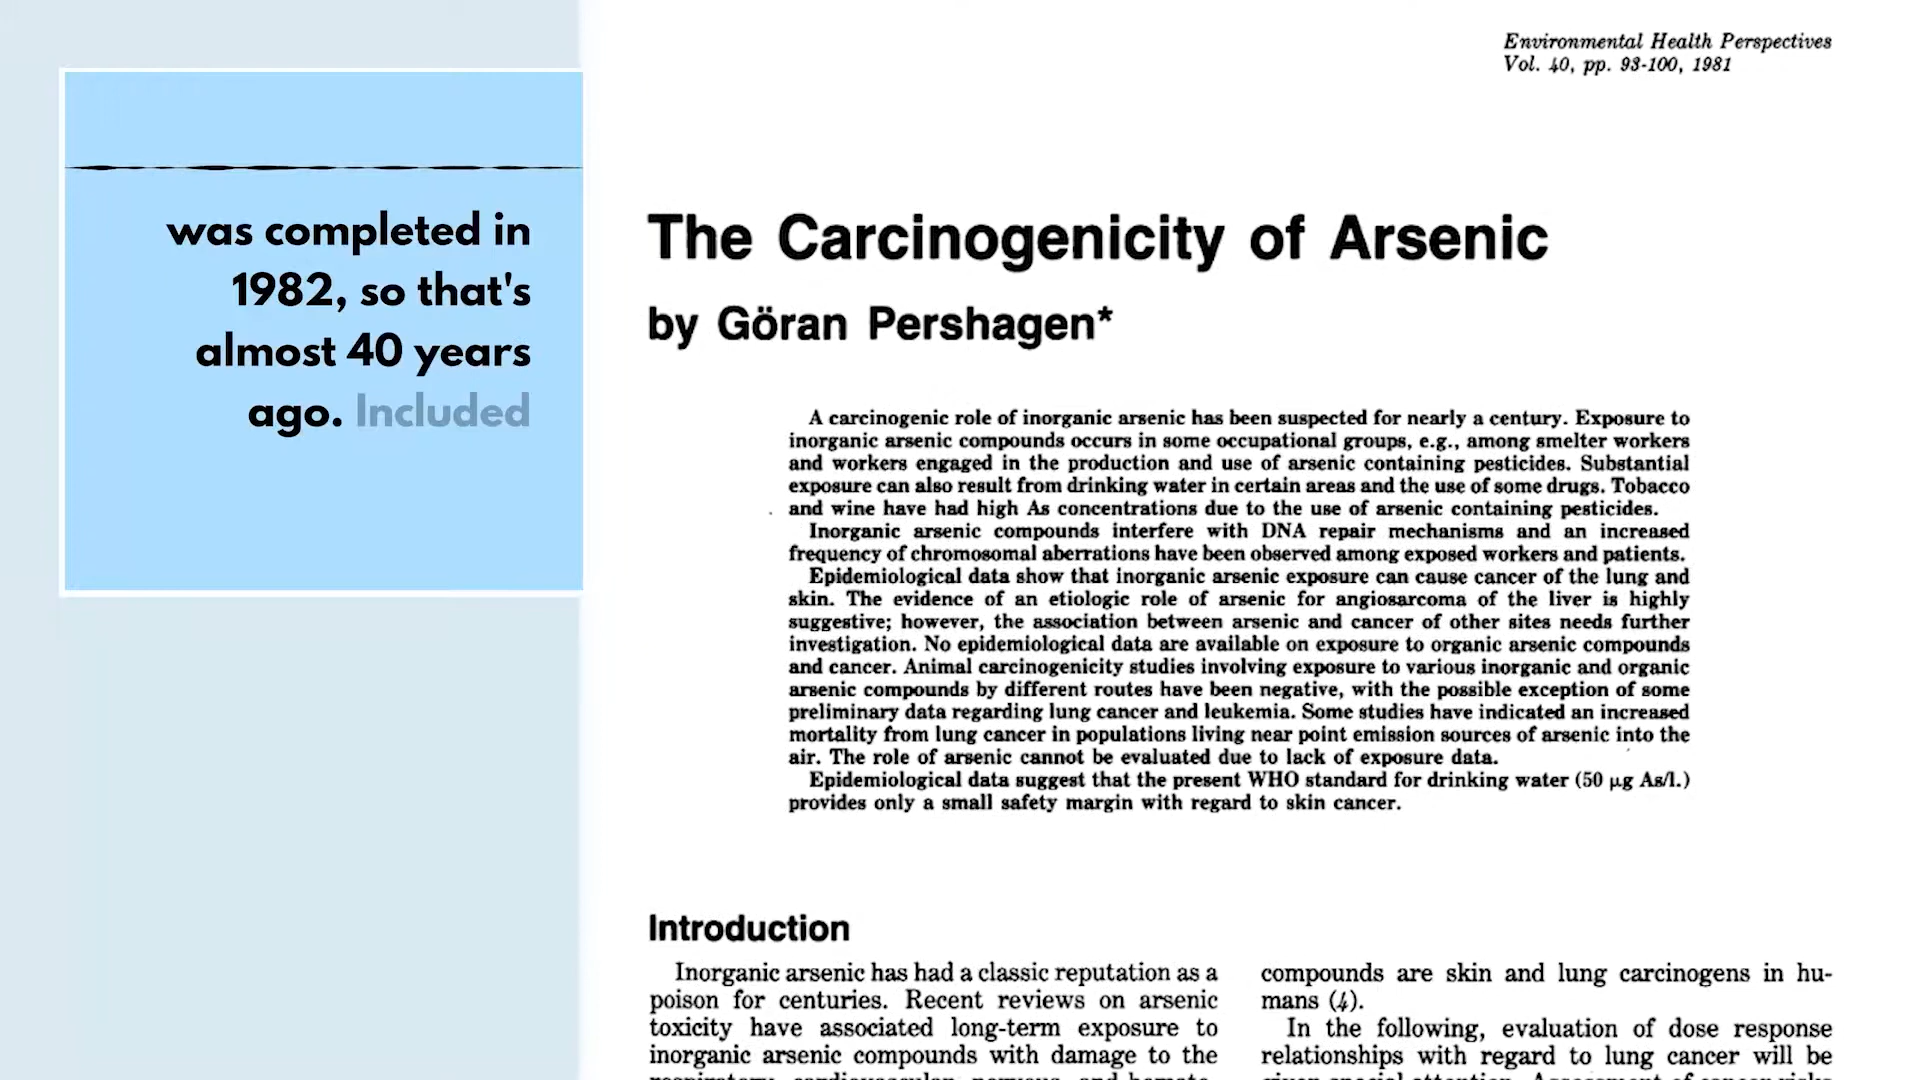 Environmental Health Perspectives
Vol. 40, pp. 93-100, 1981
was completed in
1982, so that's
almost 40 years
ago. Included
The Carcinogenicity of Arsenic
by Göran Pershagen*
A carcinogenic role of inorganic arsenic has been suspected for nearly a century. Exposure to
inorganic arsenic compounds occurs in some occupational groups, e.g., among smelter workers
and workers engaged in the production and use of arsenic containing pesticides. Substantial
exposure can also result from drinking water in certain areas and the use of some drugs. Tobacco
and wine have had high As concentrations due to the use of arsenic containing pesticides.
Inorganic arsenic compounds interfere with DNA repair mechanisms and an increased
frequency of chromosomal aberrations have been observed among exposed workers and patients.
Epidemiological data show that inorganic arsenic exposure can cause cancer of the lung and
skin. The evidence of an etiologic role of arsenic for angiosarcoma of the liver is highly
suggestive; however, the association between arsenic and cancer of other sites needs further
investigation. No epidemiological data are available on exposure to organic arsenic compounds
and cancer. Animal carcinogenicity studies involving exposure to various inorganic and organic
arsenic compounds by different routes have been negative, with the possible exception of some
preliminary data regarding lung cancer and leukemia. Some studies have indicated an increased
mortality from lung cancer in populations living near point emission sources of arsenic into the
air. The role of arsenic cannot be evaluated due to lack of exposure data.
Epidemiological data suggest that the present WHO standard for drinking water (50 μg As/l.)
provides only a small safety margin with regard to skin cancer.
Introduction
Inorganic arsenic has had a classic reputation as a
poison for centuries. Recent reviews on arsenic
toxicity have associated long-term exposure to
inorganic arsenic compounds with damage to the
compounds are skin and lung carcinogens in hu-
mans (4).
In the following, evaluation of dose response
relationships with regard to lung cancer will be